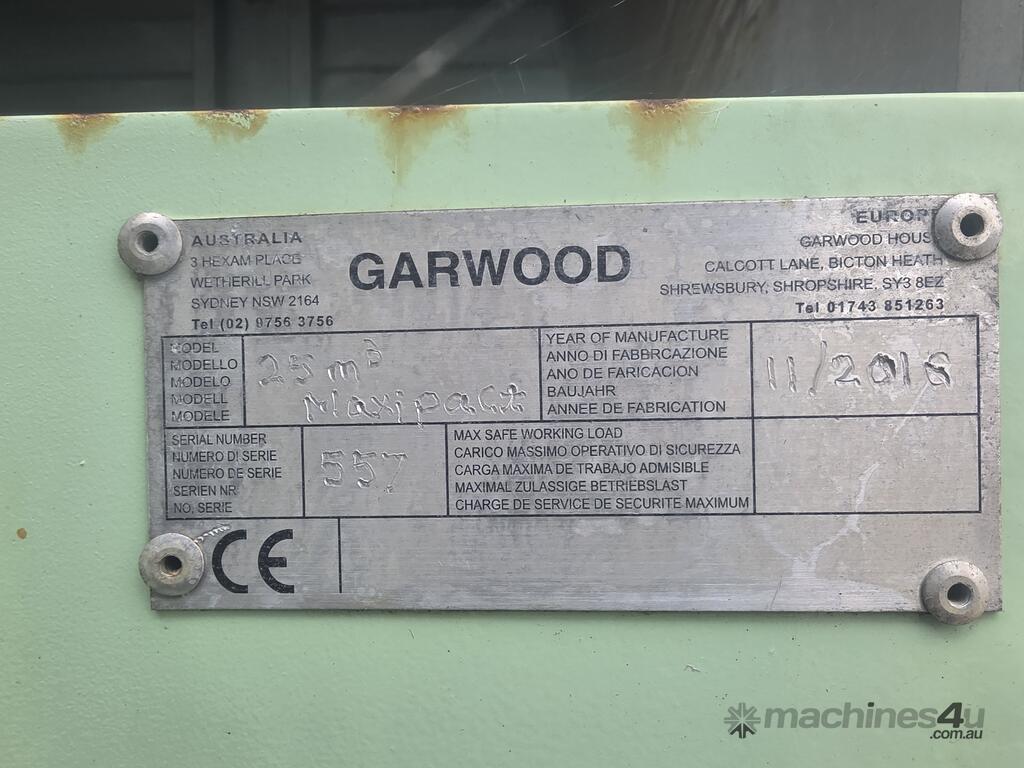 AUSTRALIA
3 HEXAM PLACE
WETHERILL PARK
SYDNEY NSW 2164
Tel (02) 9756 3756
GARWOOD
EUROPE
GARWOOD HOUSE
CALCOTT LANE, BICTON HEATH
SHREWSBURY, SHROPSHIRE, SY3 8EZ
Tel 01743 851263
MODEL
MODELLO
MODELO
MODELL
MODELE
25m³
Maxipact
YEAR OF MANUFACTURE
ANNO DI FABBRCAZIONE
ANO DE FARICACION
BAUJAHR
ANNEE DE FABRICATION
11/2016
SERIAL NUMBER
NUMERO DI SERIE
NUMERO DE SERIE
SERIEN NR
NO, SERIE
557
MAX SAFE WORKING LOAD
CARICO MASSIMO OPERATIVO DI SICUREZZA
CARGA MAXIMA DE TRABAJO ADMISIBLE
MAXIMAL ZULASSIGE BETRIEBSLAST
CHARGE DE SERVICE DE SECURITE MAXIMUM
CE
machines4u
.com.au